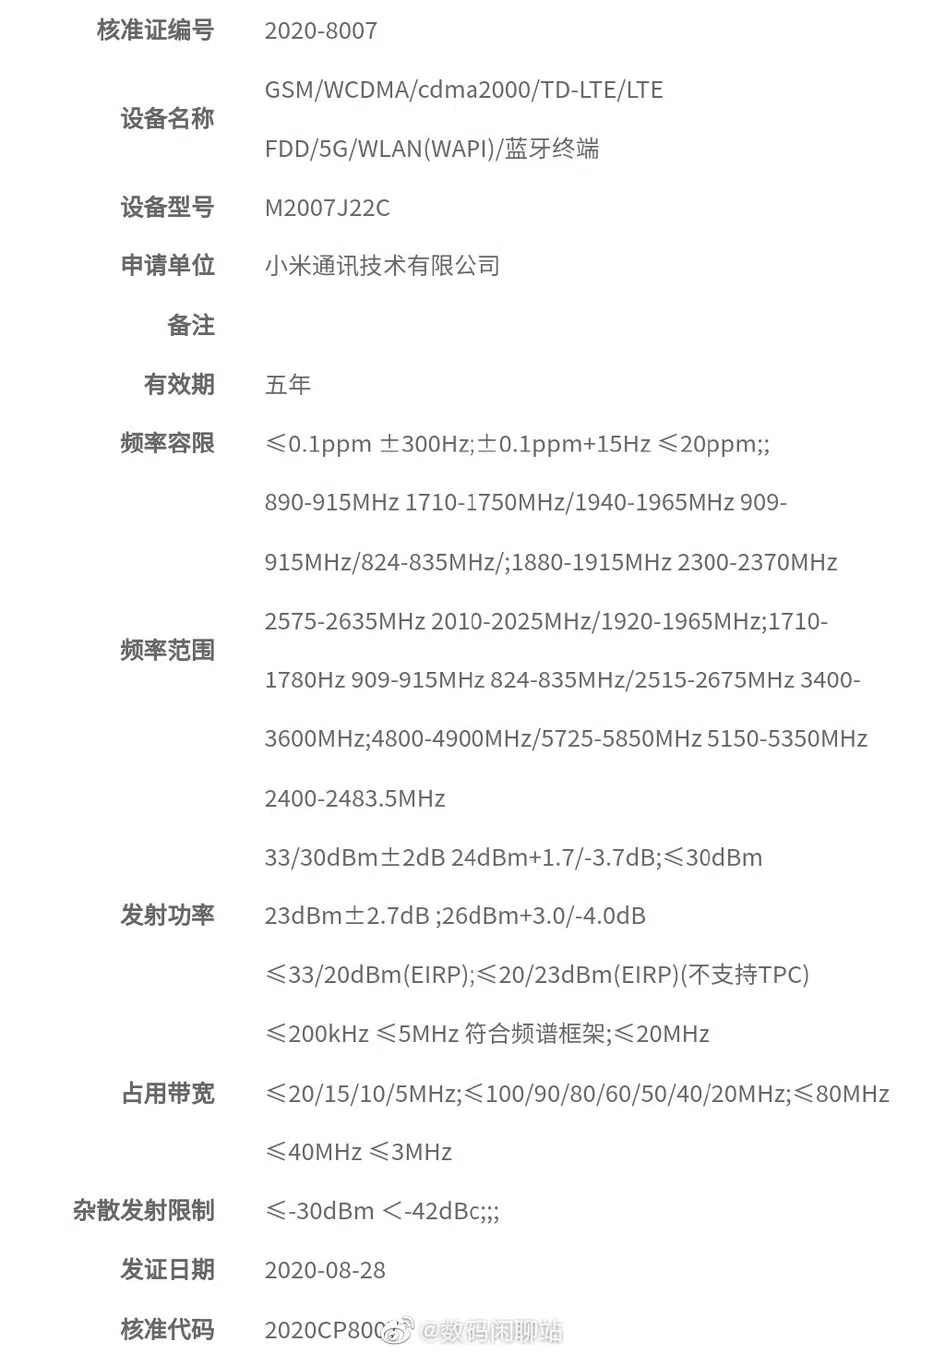 核准证编号 2020-8007
GSM/WCDMA/cdma2000/TD-LTE/LTE
设备名称
FDD/5G/WLAN(WAPI)/蓝牙终端
设备型号 M2007J22C
申请单位 小米通讯技术有限公司
备注
有效期 五年
频率容限 ≤0.1ppm ±300Hz;±0.1ppm+15Hz ≤20ppm;;
890-915MHz 1710-1750MHz/1940-1965MHz 909-
915MHz/824-835MHz/;1880-1915MHz 2300-2370MHz
2575-2635MHz 2010-2025MHz/1920-1965MHz;1710-
频率范围
1780Hz 909-915MHz 824-835MHz/2515-2675MHz 3400-
3600MHz;4800-4900MHz/5725-5850MHz 5150-5350MHz
2400-2483.5MHz
33/30dBm±2dB 24dBm+1.7/-3.7dB;≤30dBm
发射功率 23dBm±2.7dB ;26dBm+3.0/-4.0dB
≤33/20dBm(EIRP);≤20/23dBm(EIRP)(不支持TPC)
≤200kHz ≤5MHz 符合频谱框架;≤20MHz
占用带宽 ≤20/15/10/5MHz;≤100/90/80/60/50/40/20MHz;≤80MHz
≤40MHz ≤3MHz
杂散发射限制 ≤-30dBm ＜-42dBc;;;
发证日期 2020-08-28
核准代码 2020CP800
@数码闲聊站